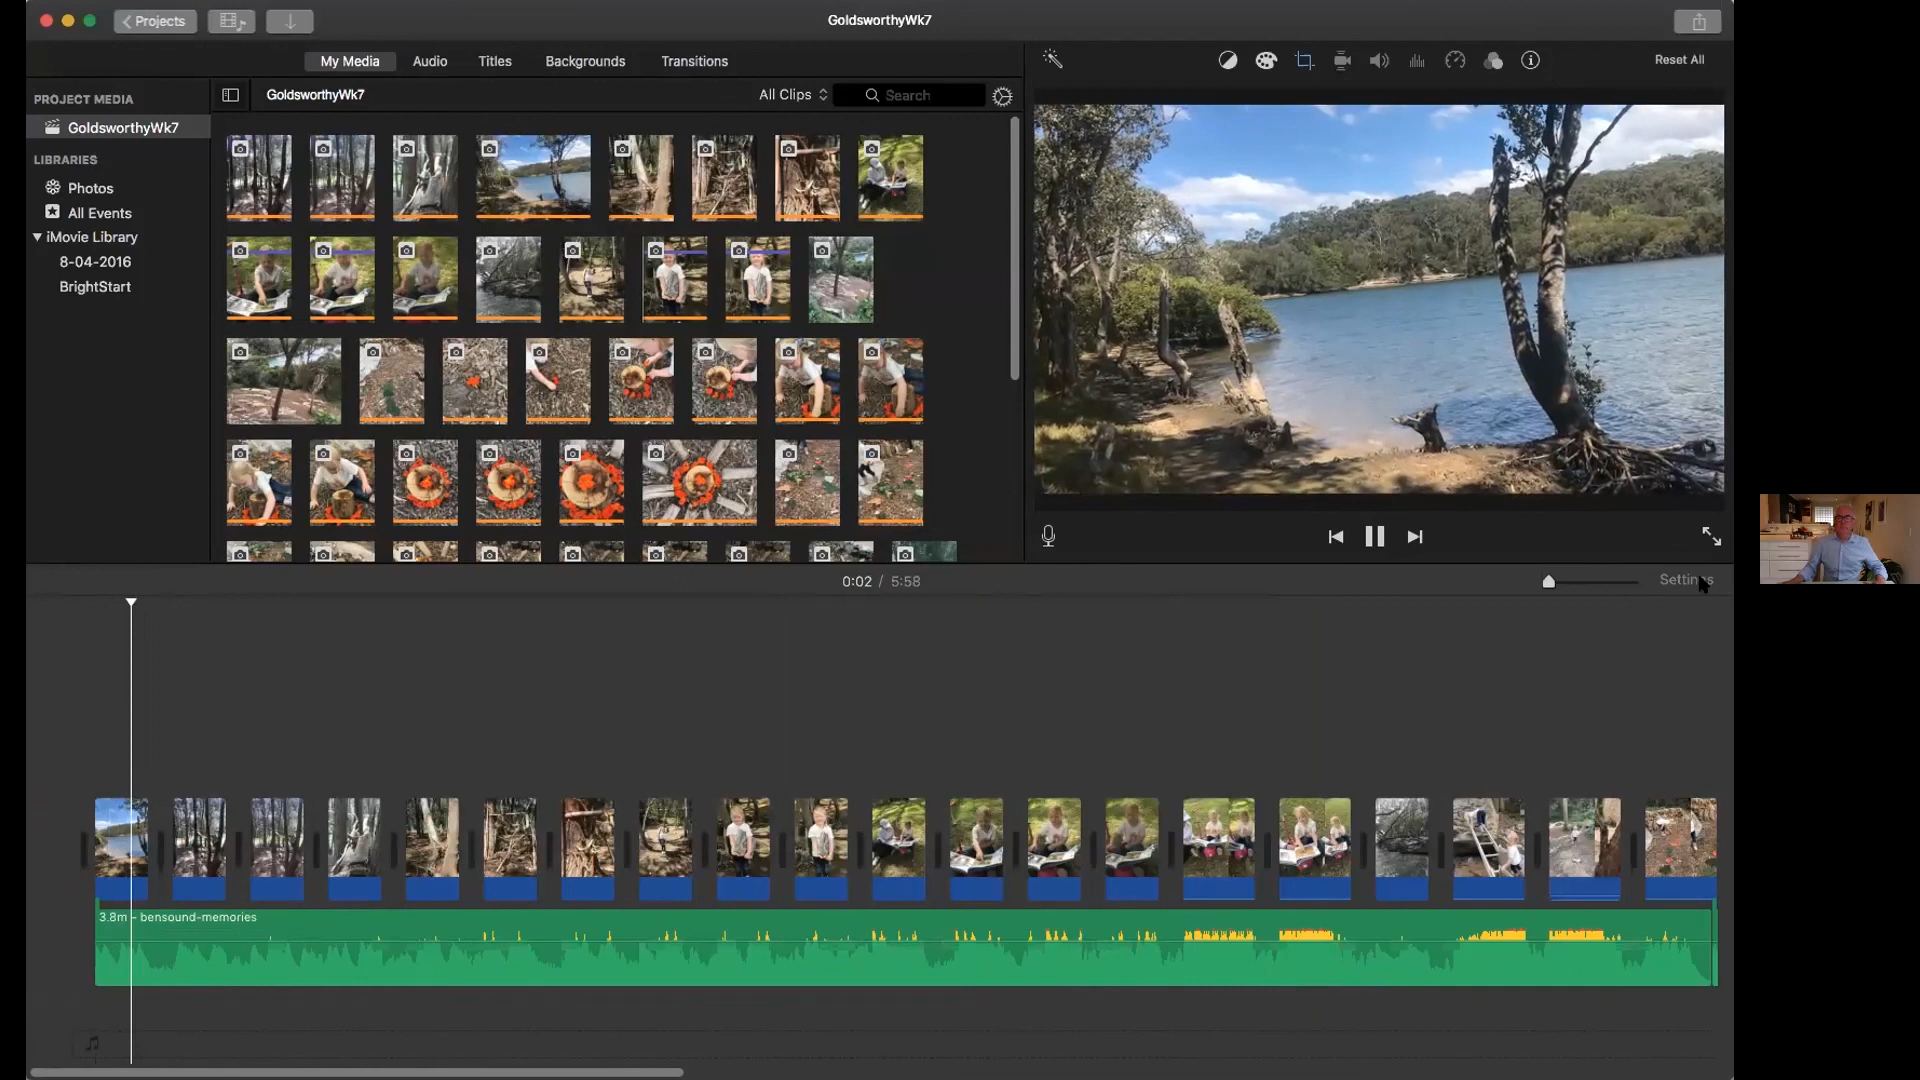 Projects
GoldsworthyWk7
My Media
Audio
Titles
Backgrounds
Transitions
Reset All
PROJECT MEDIA
GoldsworthyWk7
LIBRARIES
Photos
All Events
iMovie Library
8-04-2016
BrightStart
GoldsworthyWk7
All Clips
Search
0:02 / 5:58
Settings
3.8m - bensound-memories